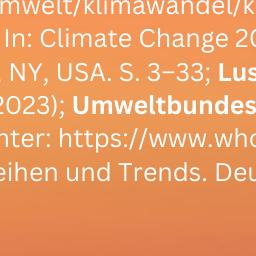 mwelt/klimawandel/k
In: Climate Change 20
, NY, USA. S. 3–33; Lus
2023); Umweltbundes
nter: https://www.who
eihen und Trends. Deu